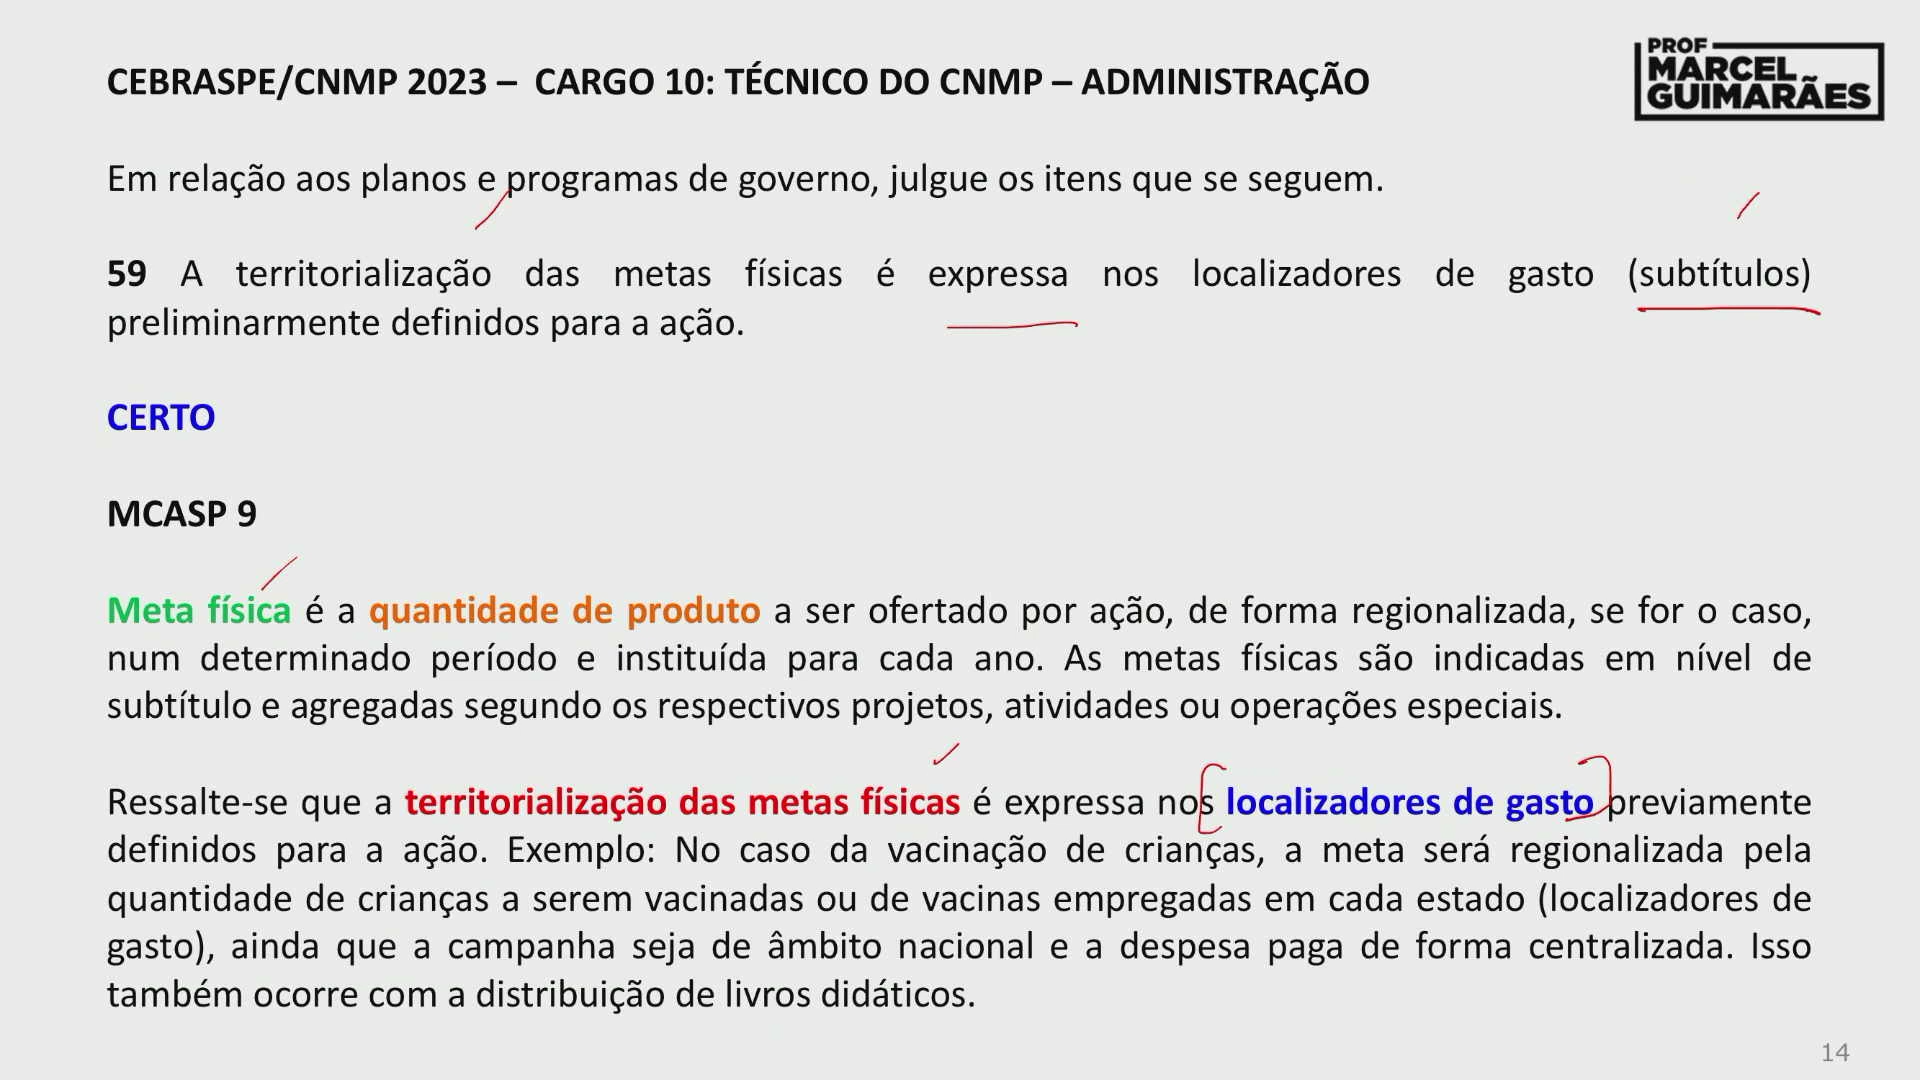 PROF
MARCEL
GUIMARÃES
CEBRASPE/CNMP 2023 – CARGO 10: TÉCNICO DO CNMP – ADMINISTRAÇÃO
Em relação aos planos e programas de governo, julgue os itens que se seguem.
59 A territorialização das metas físicas é expressa nos localizadores de gasto (subtítulos)
preliminarmente definidos para a ação.
CERTO
MCASP 9
Meta física é a quantidade de produto a ser ofertado por ação, de forma regionalizada, se for o caso,
num determinado período e instituída para cada ano. As metas físicas são indicadas em nível de
subtítulo e agregadas segundo os respectivos projetos, atividades ou operações especiais.
Ressalte-se que a territorialização das metas físicas é expressa nos localizadores de gasto previamente
definidos para a ação. Exemplo: No caso da vacinação de crianças, a meta será regionalizada pela
quantidade de crianças a serem vacinadas ou de vacinas empregadas em cada estado (localizadores de
gasto), ainda que a campanha seja de âmbito nacional e a despesa paga de forma centralizada. Isso
também ocorre com a distribuição de livros didáticos.
14